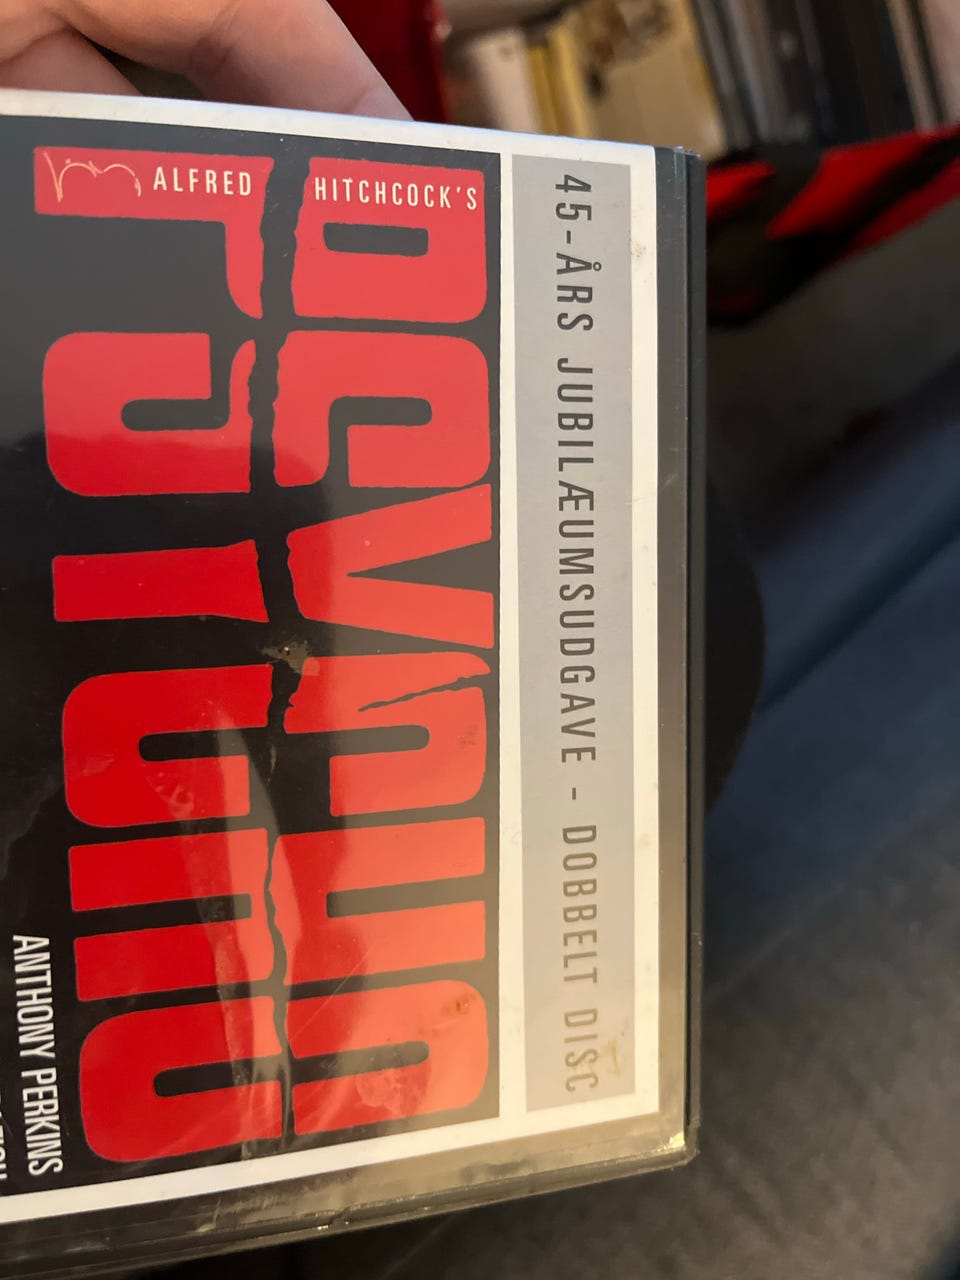 45-ÅRS JUBILÆUMSUDGAVE - DOBBELT DISC
ALFRED HITCHCOCK'S
PSYCHO
ANTHONY PERKINS